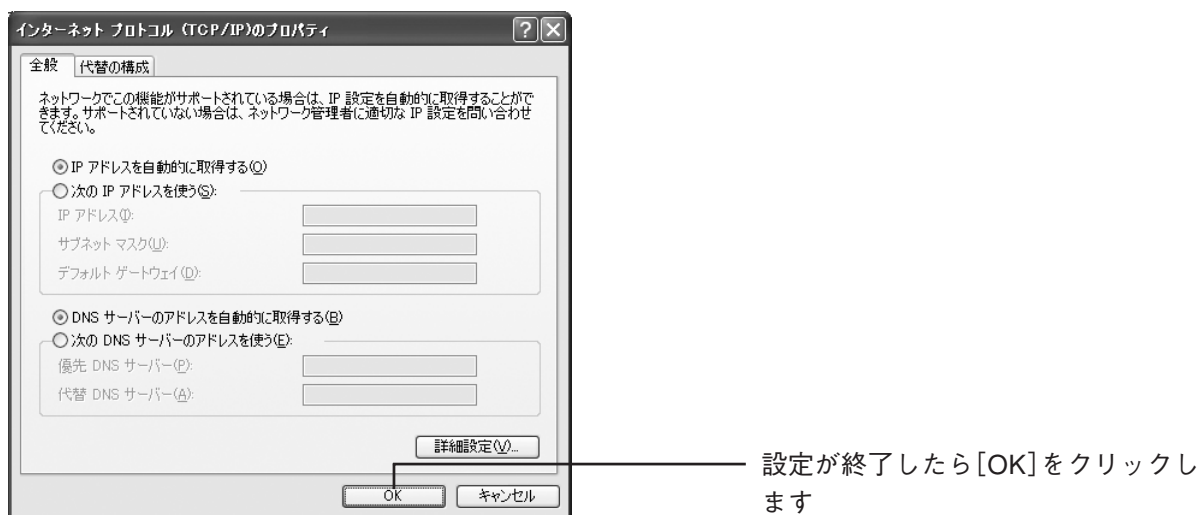 インターネット プロトコル (TCP/IP)のプロパティ
全般 代替の構成
ネットワークでこの機能がサポートされている場合は、IP 設定を自動的に取得することがで
きます。サポートされていない場合は、ネットワーク管理者に適切な IP 設定を問い合わせ
てください。
IP アドレスを自動的に取得する(O)
次の IP アドレスを使う(S):
IP アドレス(I):
サブネット マスク(U):
デフォルト ゲートウェイ(D):
DNS サーバーのアドレスを自動的に取得する(B)
次の DNS サーバーのアドレスを使う(E):
優先 DNS サーバー(P):
代替 DNS サーバー(A):
詳細設定(V)...
OK キャンセル
設定が終了したら[OK]をクリックし
ます